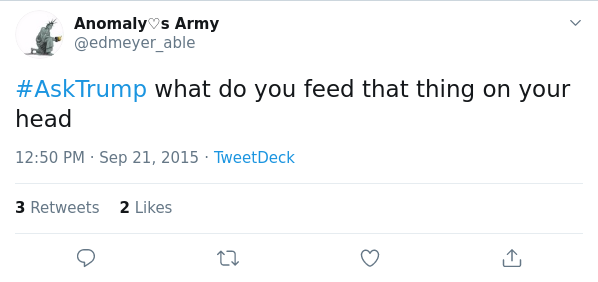 Anomaly♡s Army
@edmeyer_able
#AskTrump what do you feed that thing on your
head
12:50 PM · Sep 21, 2015 · TweetDeck
3 Retweets 2 Likes